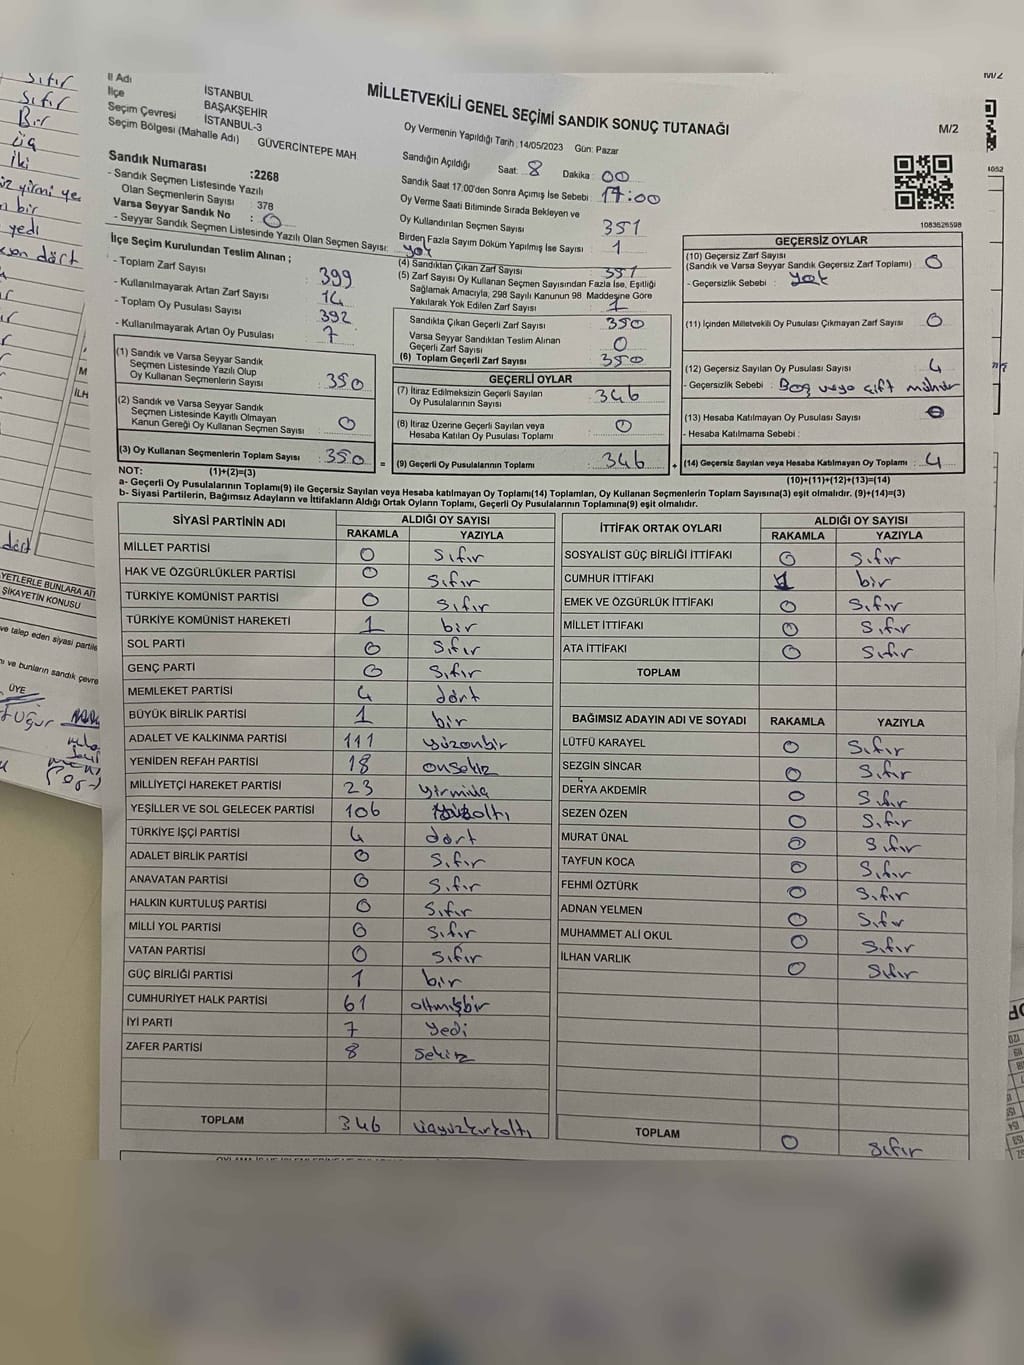 Sıfır
Sıfır
Bir
üç
iki
yedi
M/2
İl Adı
İlçe İSTANBUL
Seçim Çevresi BAŞAKŞEHİR
Seçim Bölgesi (Mahalle Adı) İSTANBUL-3
GÜVERCİNTEPE MAH
MİLLETVEKİLİ GENEL SEÇİMİ SANDIK SONUÇ TUTANAĞI
M/2
Oy Vermenin Yapıldığı Tarih :14/05/2023 Gün: Pazar
Sandık Numarası :2268
- Sandık Seçmen Listesinde Yazılı
Olan Seçmenlerin Sayısı : 378
Varsa Seyyar Sandık No : 0
- Seyyar Sandık Seçmen Listesinde Yazılı Olan Seçmen Sayısı: yok
Sandığın Açıldığı Saat: 8 Dakika: 00
Sandık Saat 17.00'den Sonra Açımış İse Sebebi : 17:00
Oy Verme Saati Bitiminde Sırada Bekleyen ve
Oy Kullandırılan Seçmen Sayısı : 351
Birden Fazla Sayım Döküm Yapılmış İse Sayısı : 1
1083626598
İlçe Seçim Kurulundan Teslim Alınan ;
- Toplam Zarf Sayısı : 399
- Kullanılmayarak Artan Zarf Sayısı : 14
- Toplam Oy Pusulası Sayısı : 392
- Kullanılmayarak Artan Oy Pusulası : 7
(4) Sandıktan Çıkan Zarf Sayısı : 351
(5) Zarf Sayısı Oy Kullanan Seçmen Sayısından Fazla İse, Eşitliği
Sağlamak Amacıyla, 298 Sayılı Kanunun 98 Maddesine Göre
Yakılarak Yok Edilen Zarf Sayısı : 1
Sandıkta Çıkan Geçerli Zarf Sayısı : 350
Varsa Seyyar Sandıktan Teslim Alınan
Geçerli Zarf Sayısı : 0
(6) Toplam Geçerli Zarf Sayısı : 350
GEÇERSİZ OYLAR
(10) Geçersiz Zarf Sayısı
(Sandık ve Varsa Seyyar Sandık Geçersiz Zarf Toplamı) : 0
- Geçersizlik Sebebi : yok
(11) İçinden Milletvekili Oy Pusulası Çıkmayan Zarf Sayısı : 0
(12) Geçersiz Sayılan Oy Pusulası Sayısı : 4
- Geçersizlik Sebebi : Boş veya çift mühür
(13) Hesaba Katılmayan Oy Pusulası Sayısı : 0
- Hesaba Katılmama Sebebi :
(14) Geçersiz Sayılan veya Hesaba Katılmayan Oy Toplamı : 4
(10)+(11)+(12)+(13)=(14)
(1) Sandık ve Varsa Seyyar Sandık
Seçmen Listesinde Yazılı Olup
Oy Kullanan Seçmenlerin Sayısı : 350
(2) Sandık ve Varsa Seyyar Sandık
Seçmen Listesinde Kayıtlı Olmayan
Kanun Gereği Oy Kullanan Seçmen Sayısı : 0
(3) Oy Kullanan Seçmenlerin Toplam Sayısı : 350
GEÇERLİ OYLAR
(7) İtiraz Edilmeksizin Geçerli Sayılan
Oy Pusulalarının Sayısı : 346
(8) İtiraz Üzerine Geçerli Sayılan veya
Hesaba Katılan Oy Pusulası Toplamı : 0
= (9) Geçerli Oy Pusulalarının Toplamı : 346 +
NOT: (1)+(2)=(3)
a- Geçerli Oy Pusulalarının Toplamı(9) ile Geçersiz Sayılan veya Hesaba katılmayan Oy Toplamı(14) Toplamları, Oy Kullanan Seçmenlerin Toplam Sayısına(3) eşit olmalıdır. (9)+(14)=(3)
b- Siyasi Partilerin, Bağımsız Adayların ve İttifakların Aldığı Ortak Oyların Toplamı, Geçerli Oy Pusulalarının Toplamına(9) eşit olmalıdır.
SİYASİ PARTİNİN ADI ALDIĞI OY SAYISI
RAKAMLA YAZIYLA
MİLLET PARTİSİ 0 Sıfır
HAK VE ÖZGÜRLÜKLER PARTİSİ 0 Sıfır
TÜRKİYE KOMÜNİST PARTİSİ 0 Sıfır
TÜRKİYE KOMÜNİST HAREKETİ 1 bir
SOL PARTİ 0 Sıfır
GENÇ PARTİ 0 Sıfır
MEMLEKET PARTİSİ 4 dört
BÜYÜK BİRLİK PARTİSİ 1 bir
ADALET VE KALKINMA PARTİSİ 111 yüzonbir
YENİDEN REFAH PARTİSİ 18 onsekiz
MİLLİYETÇİ HAREKET PARTİSİ 23 yirmiüç
YEŞİLLER VE SOL GELECEK PARTİSİ 106 yüzaltı
TÜRKİYE İŞÇİ PARTİSİ 4 dört
ADALET BİRLİK PARTİSİ 0 Sıfır
ANAVATAN PARTİSİ 0 Sıfır
HALKIN KURTULUŞ PARTİSİ 0 Sıfır
MİLLİ YOL PARTİSİ 0 Sıfır
VATAN PARTİSİ 0 Sıfır
GÜÇ BİRLİĞİ PARTİSİ 1 bir
CUMHURİYET HALK PARTİSİ 61 altmışbir
İYİ PARTİ 7 Yedi
ZAFER PARTİSİ 8 Sekiz
TOPLAM 346 üçyüzkırkaltı
İTTİFAK ORTAK OYLARI ALDIĞI OY SAYISI
RAKAMLA YAZIYLA
SOSYALİST GÜÇ BİRLİĞİ İTTİFAKI 0 Sıfır
CUMHUR İTTİFAKI 1 bir
EMEK VE ÖZGÜRLÜK İTTİFAKI 0 Sıfır
MİLLET İTTİFAKI 0 Sıfır
ATA İTTİFAKI 0 Sıfır
TOPLAM
BAĞIMSIZ ADAYIN ADI VE SOYADI RAKAMLA YAZIYLA
LÜTFÜ KARAYEL 0 Sıfır
SEZGİN SİNCAR 0 Sıfır
DERYA AKDEMİR 0 Sıfır
SEZEN ÖZEN 0 Sıfır
MURAT ÜNAL 0 Sıfır
TAYFUN KOCA 0 Sıfır
FEHMİ ÖZTÜRK 0 Sıfır
ADNAN YELMEN 0 Sıfır
MUHAMMET ALİ OKUL 0 Sıfır
İLHAN VARLIK 0 Sıfır
TOPLAM 0 Sıfır
ŞİKAYETİN KONUSU
ve talep eden siyasi partile
ve bunların sandık çevre
ÜYE